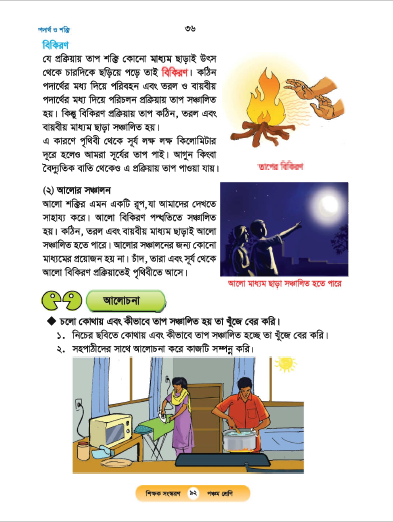 পদার্থ ও শক্তি
৩৬
বিকিরণ
যে প্রক্রিয়ায় তাপ শক্তি কোনো মাধ্যম ছাড়াই উৎস
থেকে চারদিকে ছড়িয়ে পড়ে তাই বিকিরণ। কঠিন
পদার্থের মধ্য দিয়ে পরিবহন এবং তরল ও বায়বীয়
পদার্থের মধ্য দিয়ে পরিচলন প্রক্রিয়ায় তাপ সঞ্চালিত
হয়। কিন্তু বিকিরণ প্রক্রিয়ায় তাপ কঠিন, তরল এবং
বায়বীয় মাধ্যম ছাড়া সঞ্চালিত হয়।
এ কারণে পৃথিবী থেকে সূর্য লক্ষ লক্ষ কিলোমিটার
দূরে হলেও আমরা সূর্যের তাপ পাই। আগুন কিংবা
বৈদ্যুতিক বাতি থেকেও এ প্রক্রিয়ায় তাপ পাওয়া যায়।
তাপের বিকিরণ
(২) আলোর সঞ্চালন
আলো শক্তির এমন একটি রূপ, যা আমাদের দেখতে
সাহায্য করে। আলো বিকিরণ পদ্ধতিতে সঞ্চালিত
হয়। কঠিন, তরল এবং বায়বীয় মাধ্যম ছাড়াই আলো
সঞ্চালিত হতে পারে। আলোর সঞ্চালনের জন্য কোনো
মাধ্যমের প্রয়োজন হয় না। চাঁদ, তারা এবং সূর্য থেকে
আলো বিকিরণ প্রক্রিয়াতেই পৃথিবীতে আসে।
আলো মাধ্যম ছাড়া সঞ্চালিত হতে পারে
আলোচনা
◆ চলো কোথায় এবং কীভাবে তাপ সঞ্চালিত হয় তা খুঁজে বের করি।
১. নিচের ছবিতে কোথায় এবং কীভাবে তাপ সঞ্চালিত হচ্ছে তা খুঁজে বের করি।
২. সহপাঠীদের সাথে আলোচনা করে কাজটি সম্পন্ন করি।
শিক্ষক সংস্করণ ৯২ পঞ্চম শ্রেণি